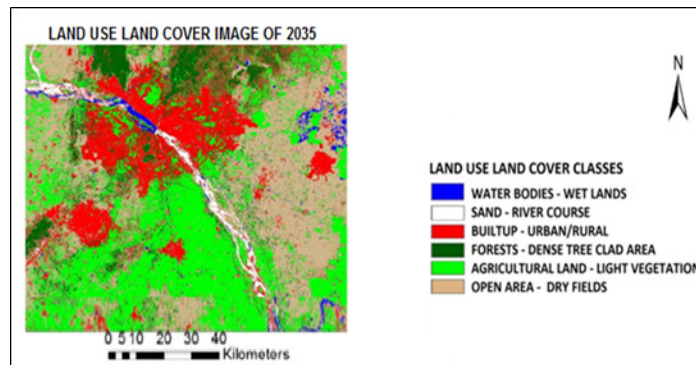 LAND USE LAND COVER IMAGE OF 2035
N
LAND USE LAND COVER CLASSES
WATER BODIES - WET LANDS
SAND - RIVER COURSE
BUILTUP - URBAN/RURAL
FORESTS - DENSE TREE CLAD AREA
AGRICULTURAL LAND - LIGHT VEGETATION
OPEN AREA - DRY FIELDS
0 5 10 20 30 40
Kilometers